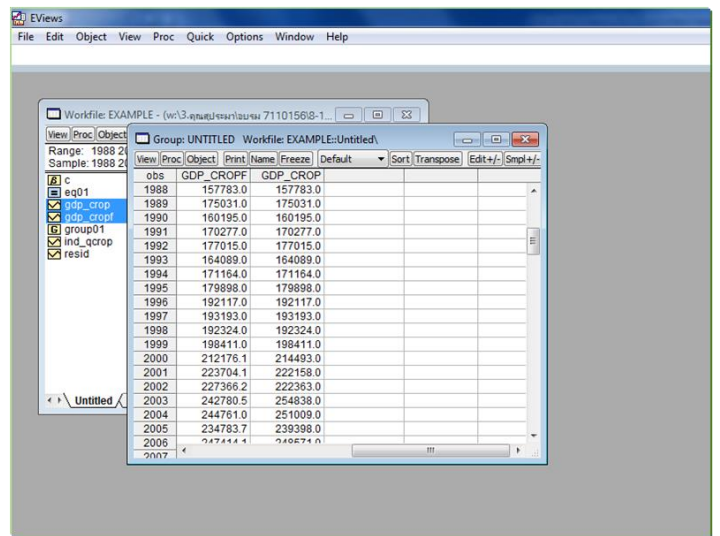 EViews
File Edit Object View Proc Quick Options Window Help
Workfile: EXAMPLE - (w:\3.คุณสุประมา\อบรม 7110156\8-1...
View Proc Object
Range: 1988 20
Sample: 1988 20
β c
= eq01
gdp_crop
gdp_cropf
G group01
ind_qcrop
resid
Untitled
Group: UNTITLED Workfile: EXAMPLE::Untitled\
View Proc Object Print Name Freeze Default Sort Transpose Edit+/- Smpl+/-
obs GDP_CROPF GDP_CROP
1988 157783.0 157783.0
1989 175031.0 175031.0
1990 160195.0 160195.0
1991 170277.0 170277.0
1992 177015.0 177015.0
1993 164089.0 164089.0
1994 171164.0 171164.0
1995 179898.0 179898.0
1996 192117.0 192117.0
1997 193193.0 193193.0
1998 192324.0 192324.0
1999 198411.0 198411.0
2000 212176.1 214493.0
2001 223704.1 222158.0
2002 227366.2 222363.0
2003 242780.5 254838.0
2004 244761.0 251009.0
2005 234783.7 239398.0
2006 247414.1 248571.0
2007